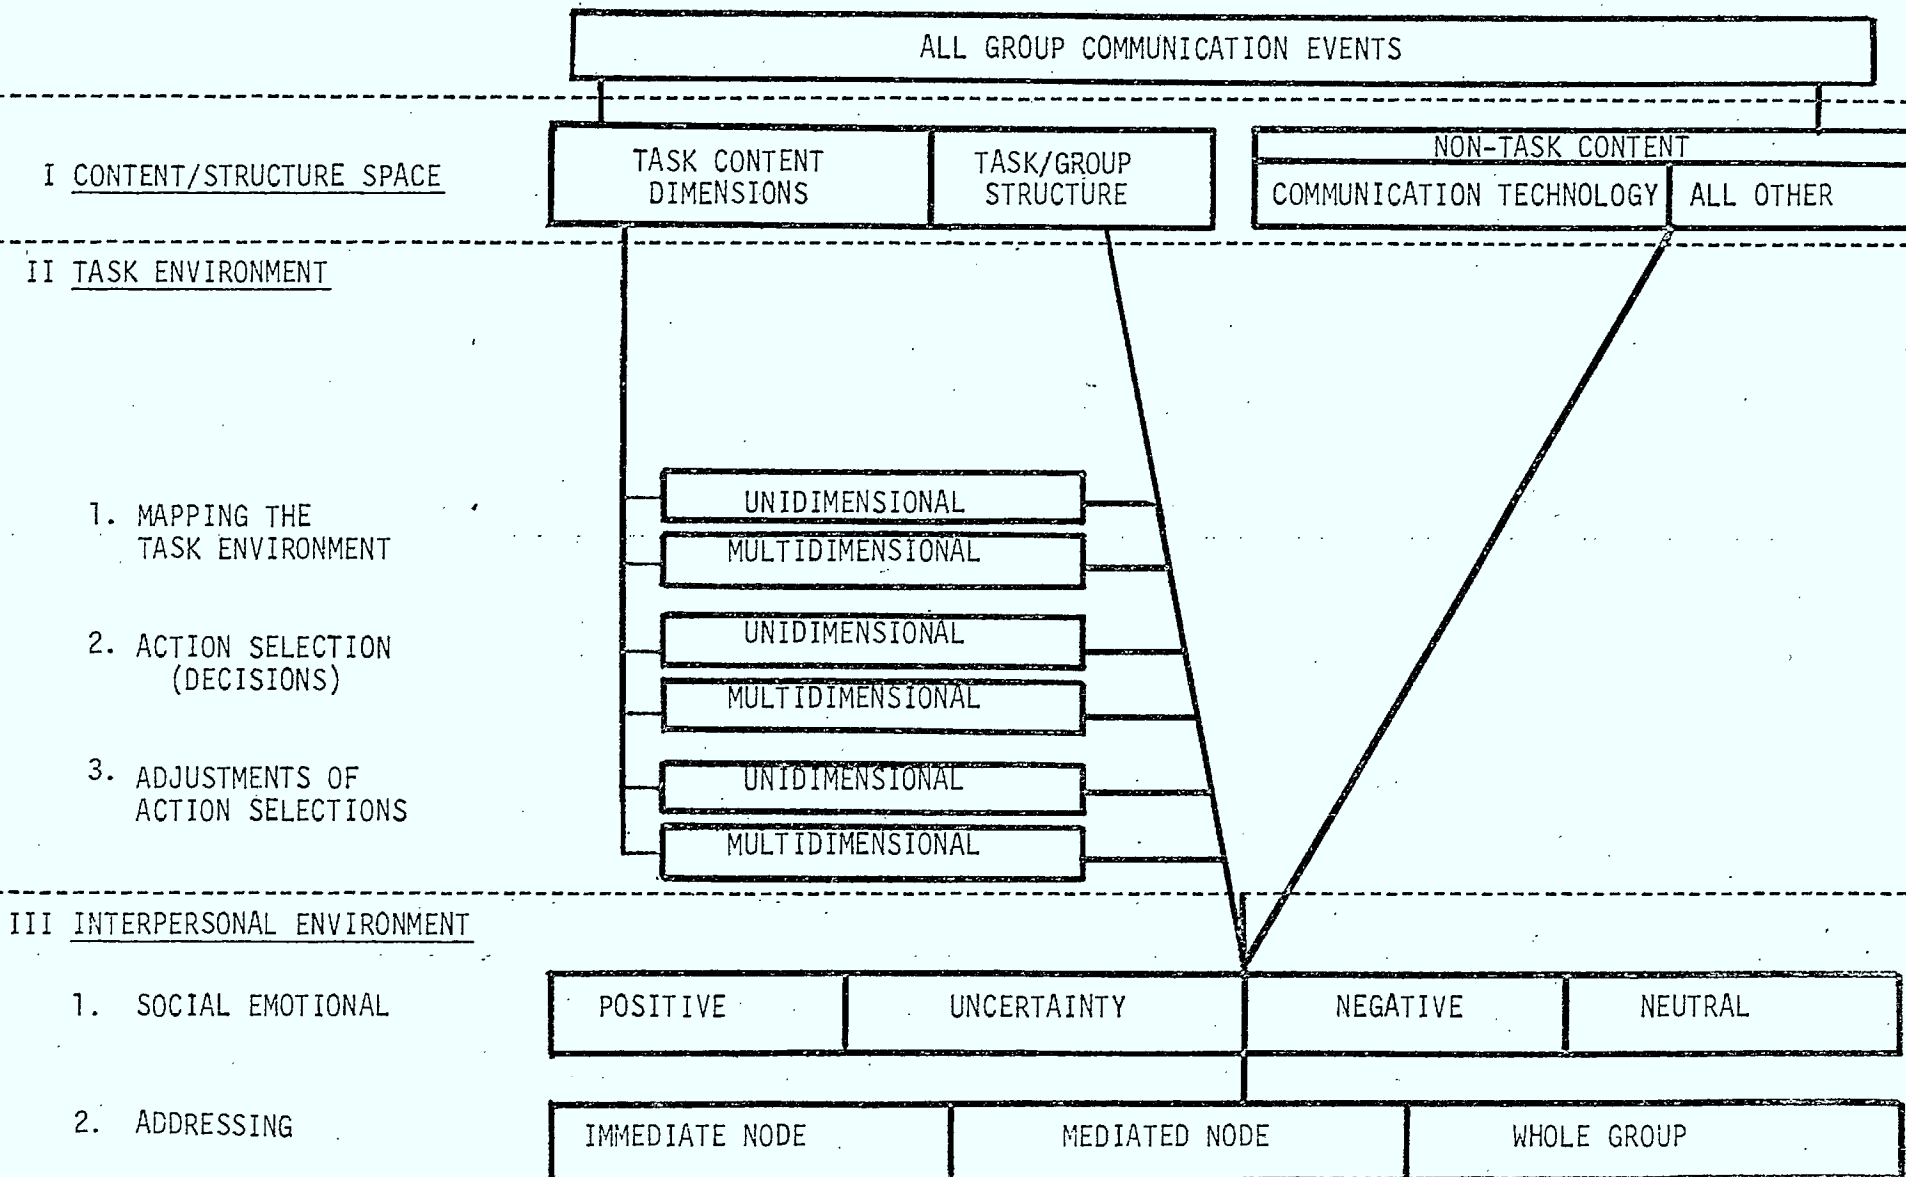 ALL GROUP COMMUNICATION EVENTS
I CONTENT/STRUCTURE SPACE
TASK CONTENT
DIMENSIONS
TASK/GROUP
STRUCTURE
NON-TASK CONTENT
COMMUNICATION TECHNOLOGY
ALL OTHER
II TASK ENVIRONMENT
1. MAPPING THE
TASK ENVIRONMENT
UNIDIMENSIONAL
MULTIDIMENSIONAL
2. ACTION SELECTION
(DECISIONS)
UNIDIMENSIONAL
MULTIDIMENSIONAL
3. ADJUSTMENTS OF
ACTION SELECTIONS
UNIDIMENSIONAL
MULTIDIMENSIONAL
III INTERPERSONAL ENVIRONMENT
1. SOCIAL EMOTIONAL
POSITIVE
UNCERTAINTY
NEGATIVE
NEUTRAL
2. ADDRESSING
IMMEDIATE NODE
MEDIATED NODE
WHOLE GROUP